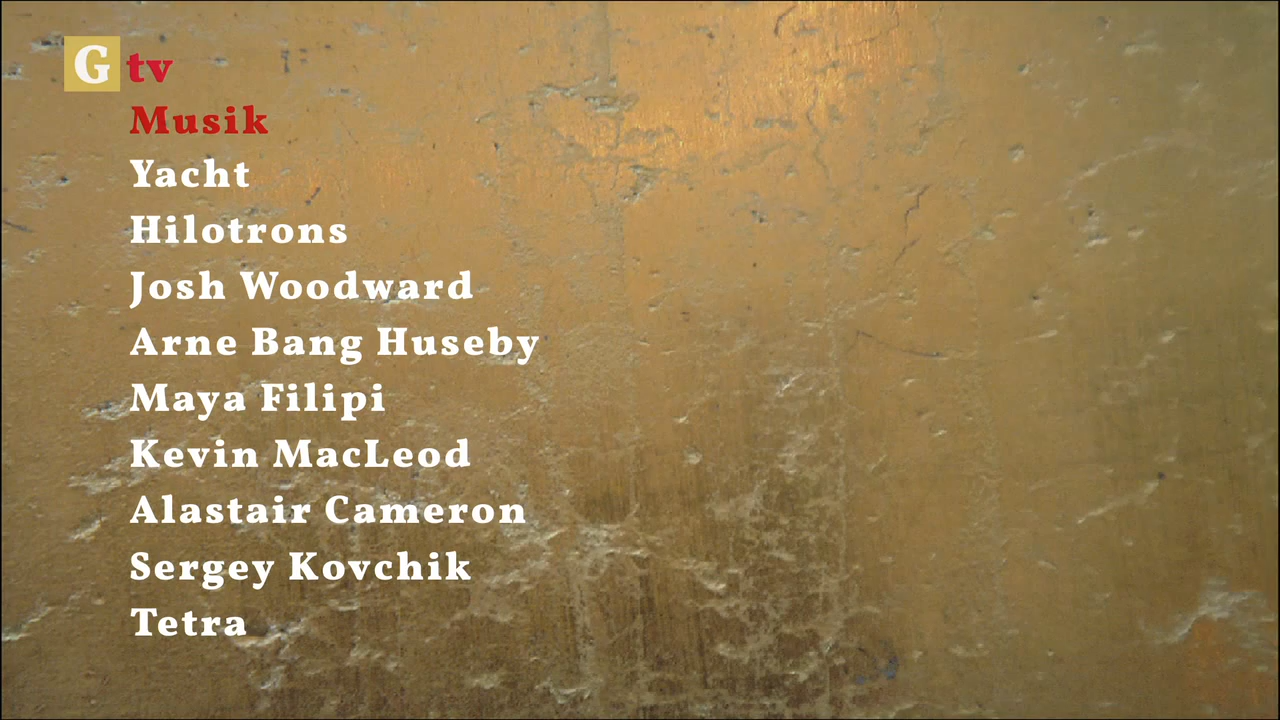 G tv
Musik
Yacht
Hilotrons
Josh Woodward
Arne Bang Huseby
Maya Filipi
Kevin MacLeod
Alastair Cameron
Sergey Kovchik
Tetra